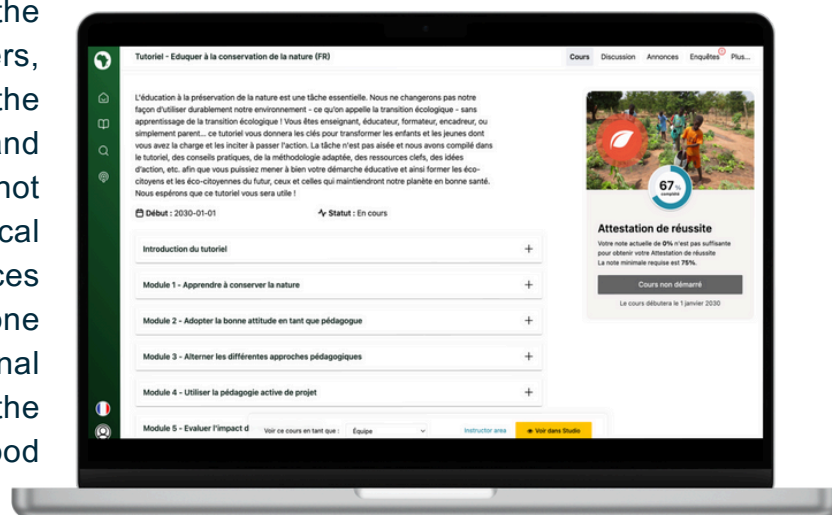 the
ers,
the
and
not
ical
ces
one
nal
the
ood
Tutoriel - Eduquer à la conservation de la nature (FR)
Cours Discussion Annonces Enquêtes Plus...
L'éducation à la préservation de la nature est une tâche essentielle. Nous ne changerons pas notre
façon d'utiliser durablement notre environnement - ce qu'on appelle la transition écologique - sans
apprentissage de la transition écologique ! Vous êtes enseignant, éducateur, formateur, encadreur, ou
simplement parent... ce tutoriel vous donnera les clés pour transformer les enfants et les jeunes dont
vous avez la charge et les inciter à passer l'action. La tâche n'est pas aisée et nous avons compilé dans
le tutoriel, des conseils pratiques, de la méthodologie adaptée, des ressources clefs, des idées
d'action, etc. afin que vous puissiez mener à bien votre démarche éducative et ainsi former les éco-
citoyens et les éco-citoyennes du futur, ceux et celles qui maintiendront notre planète en bonne santé.
Nous espérons que ce tutoriel vous sera utile !
Début : 2030-01-01
Statut : En cours
Introduction du tutoriel
Module 1 - Apprendre à conserver la nature
Module 2 - Adopter la bonne attitude en tant que pédagogue
Module 3 - Alterner les différentes approches pédagogiques
Module 4 - Utiliser la pédagogie active de projet
Module 5 - Evaluer l'impact d
Voir ce cours en tant que : Équipe
Instructor area
Voir dans Studio
67 %
complété
Attestation de réussite
Votre note actuelle de 0% n'est pas suffisante
pour obtenir votre Attestation de réussite
La note minimale requise est 75%.
Cours non démarré
Le cours débutera le 1 janvier 2030